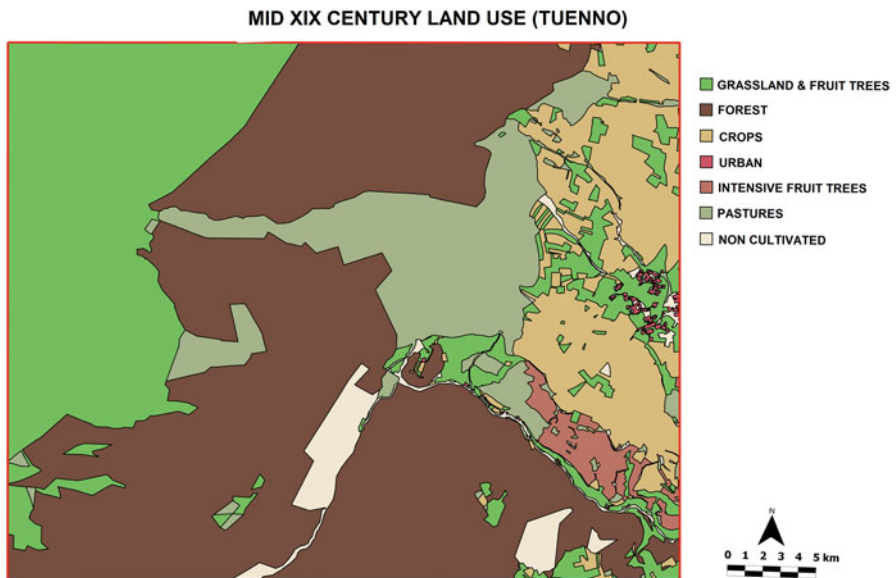 MID XIX CENTURY LAND USE (TUENNO)
GRASSLAND & FRUIT TREES
FOREST
CROPS
URBAN
INTENSIVE FRUIT TREES
PASTURES
NON CULTIVATED
N
0 1 2 3 4 5 km